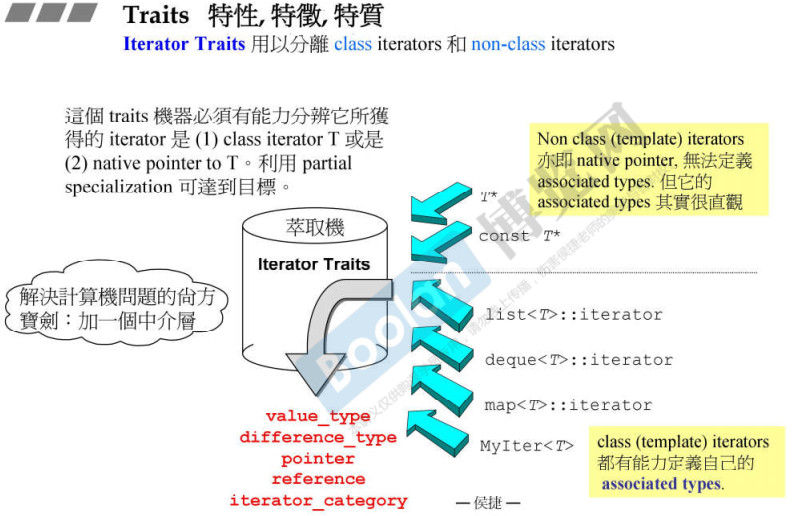 Traits 特性, 特徵, 特質
Iterator Traits 用以分離 class iterators 和 non-class iterators
這個 traits 機器必須有能力分辨它所獲
得的 iterator 是 (1) class iterator T 或是
(2) native pointer to T。利用 partial
specialization 可達到目標。
Non class (template) iterators
亦即 native pointer, 無法定義
associated types. 但它的
associated types 其實很直觀
T*
const T*
萃取機
Iterator Traits
解決計算機問題的尚方
寶劍：加一個中介層
list<T>::iterator
deque<T>::iterator
map<T>::iterator
MyIter<T>
value_type
difference_type
pointer
reference
iterator_category
class (template) iterators
都有能力定義自己的
associated types.
— 侯捷 —
Boolan 博览网